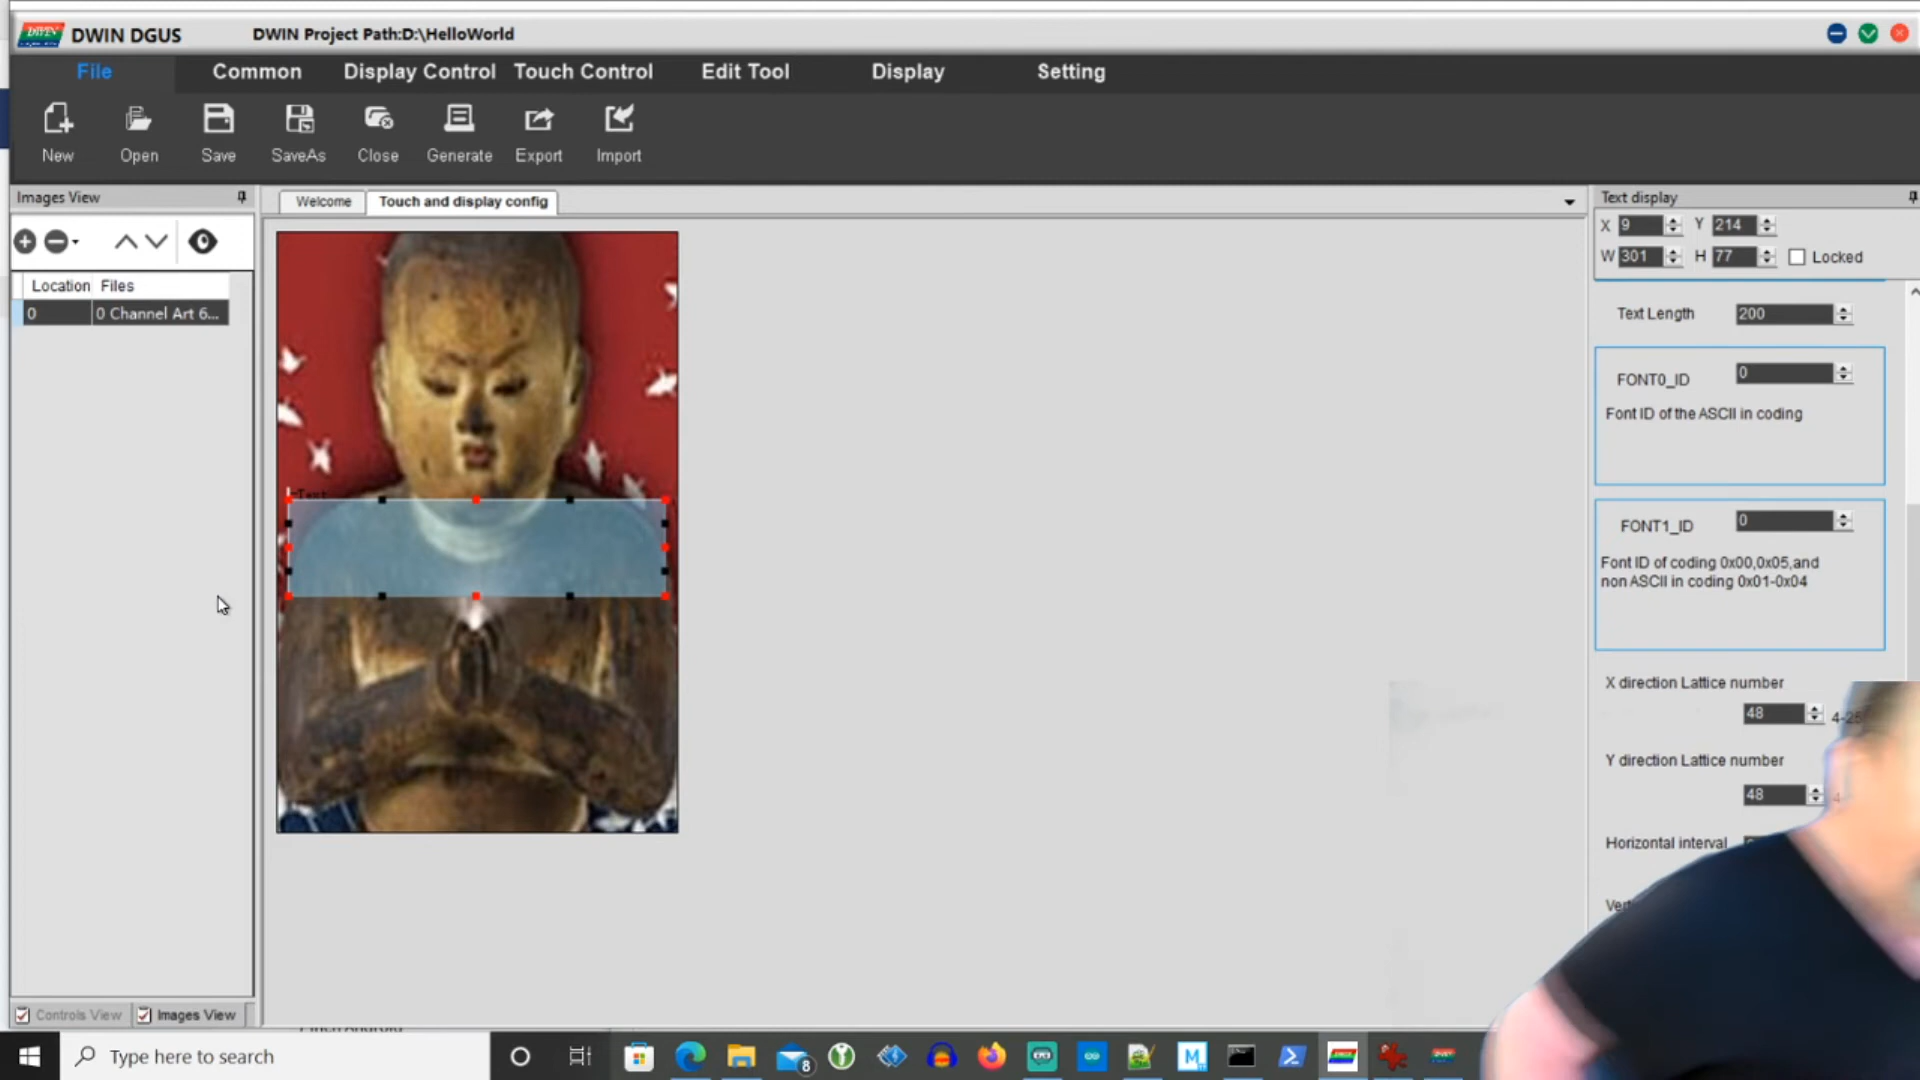 DWIN DGUS
DWIN Project Path:D:\HelloWorld
File Common Display Control Touch Control Edit Tool Display Setting
New Open Save SaveAs Close Generate Export Import
Images View
Location Files
0 0 Channel Art 6...
Controls View Images View
Welcome Touch and display config
Text
Text display
X 9 Y 214
W 301 H 77 Locked
Text Length 200
FONT0_ID 0
Font ID of the ASCII in coding
FONT1_ID 0
Font ID of coding 0x00,0x05,and
non ASCII in coding 0x01-0x04
X direction Lattice number
48
Y direction Lattice number
48
Horizontal interval
Type here to search
8